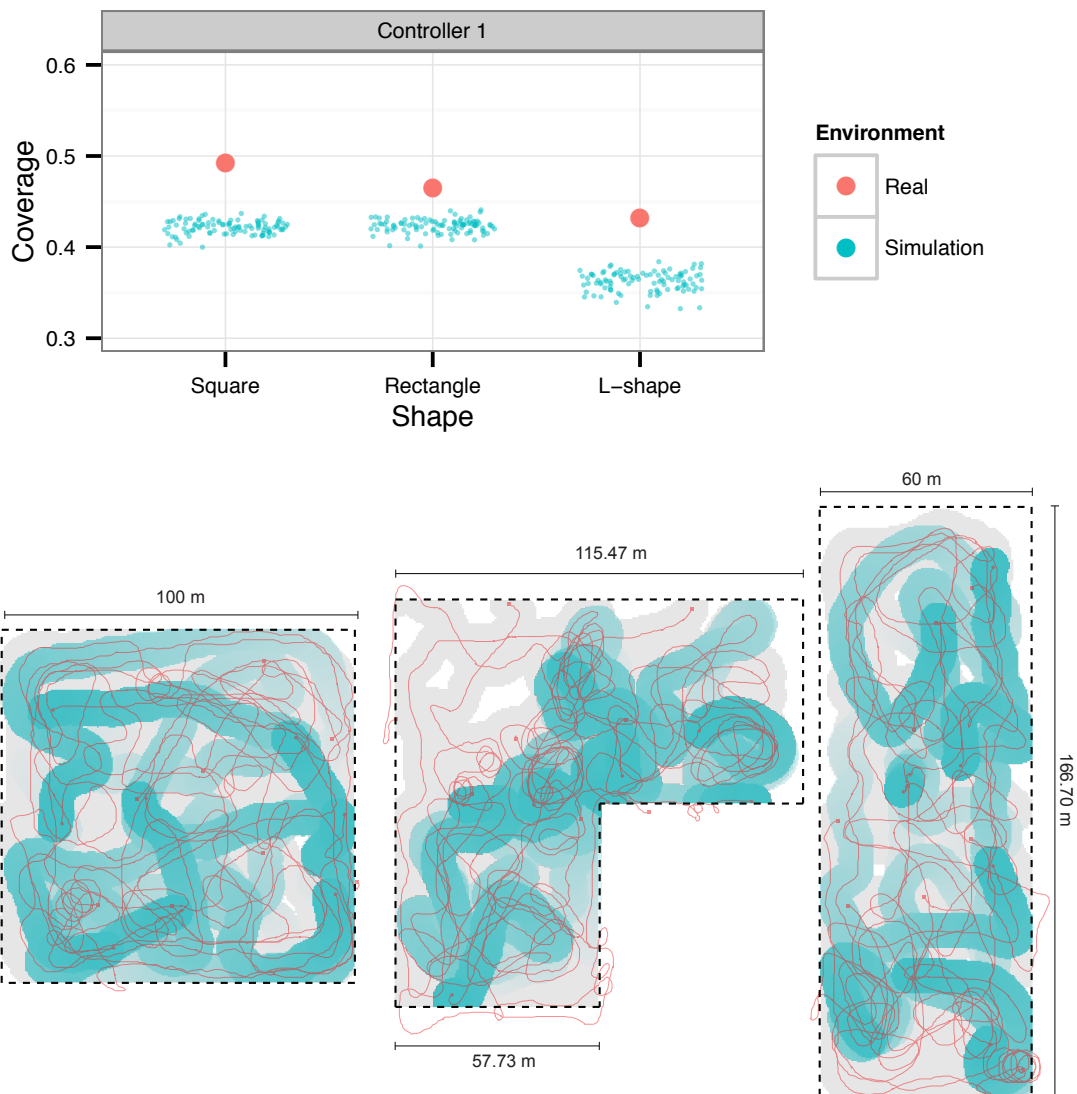 Controller 1
0.6
0.5
0.4
0.3
Coverage
Square
Rectangle
L−shape
Shape
Environment
Real
Simulation
100 m
115.47 m
57.73 m
60 m
166.70 m